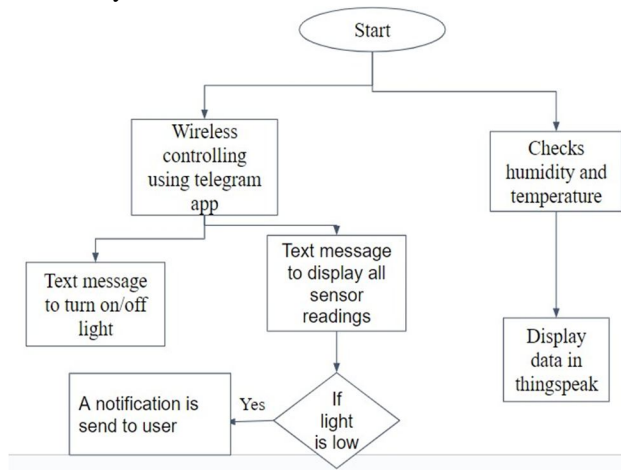 Start
Wireless
controlling
using telegram
app
Checks
humidity and
temperature
Text message
to turn on/off
light
Text message
to display all
sensor
readings
Display
data in
thingspeak
A notification is
send to user
Yes
If
light
is low